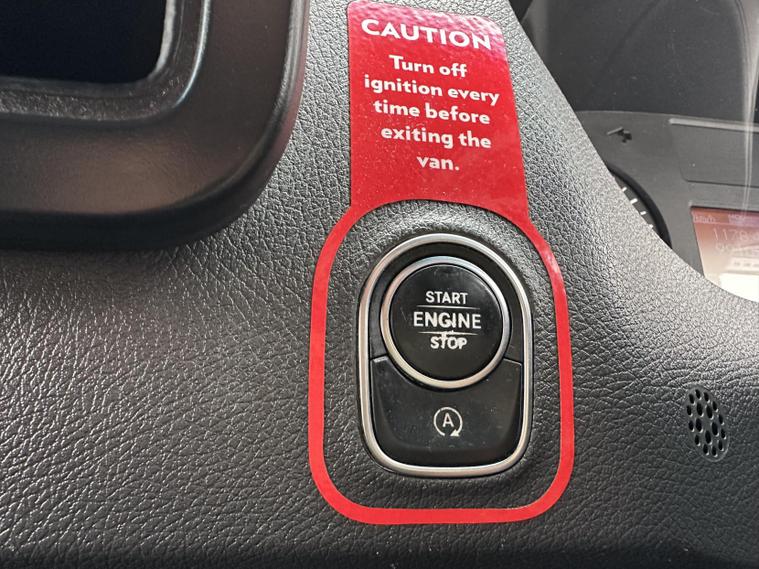 CAUTION
Turn off
ignition every
time before
exiting the
van.
START
ENGINE
STOP
A